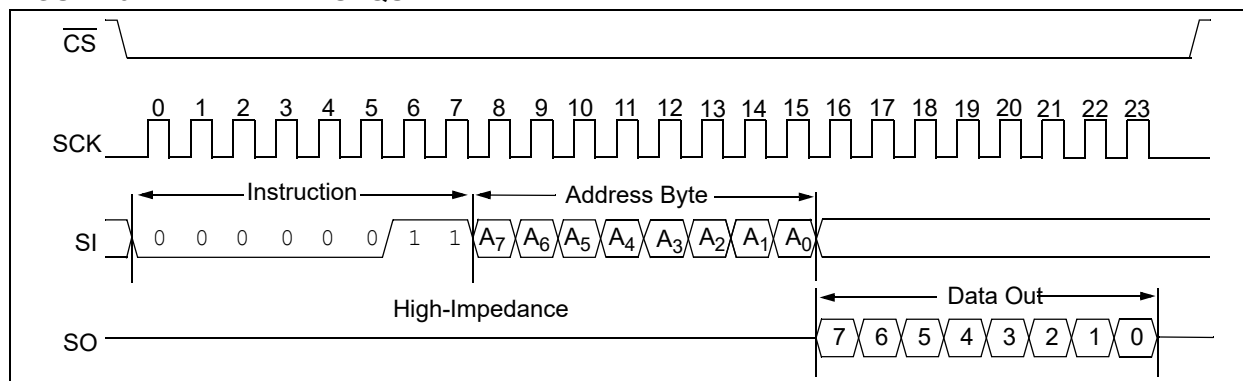 CS
0 1 2 3 4 5 6 7 8 9 10 11 12 13 14 15 16 17 18 19 20 21 22 23
SCK
Instruction Address Byte
SI 0 0 0 0 0 0 1 1 A7 A6 A5 A4 A3 A2 A1 A0
Data Out
High-Impedance
SO 7 6 5 4 3 2 1 0